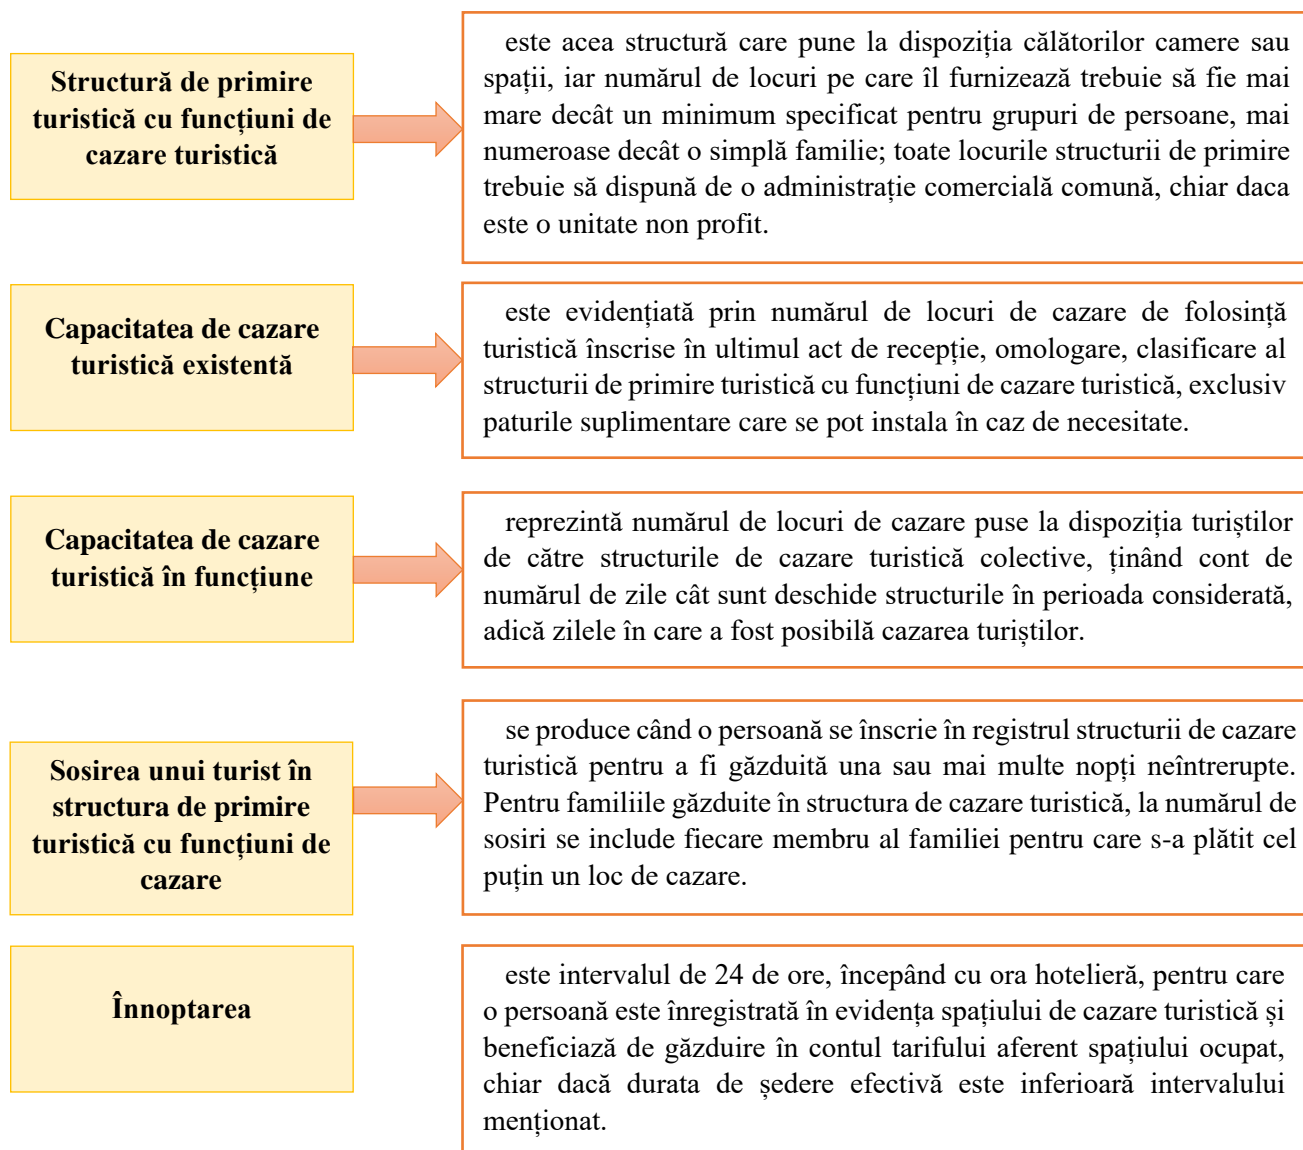 Structură de primire
turistică cu funcțiuni de
cazare turistică
este acea structură care pune la dispoziția călătorilor camere sau
spații, iar numărul de locuri pe care îl furnizează trebuie să fie mai
mare decât un minimum specificat pentru grupuri de persoane, mai
numeroase decât o simplă familie; toate locurile structurii de primire
trebuie să dispună de o administrație comercială comună, chiar daca
este o unitate non profit.
Capacitatea de cazare
turistică existentă
este evidențiată prin numărul de locuri de cazare de folosință
turistică înscrise în ultimul act de recepție, omologare, clasificare al
structurii de primire turistică cu funcțiuni de cazare turistică, exclusiv
paturile suplimentare care se pot instala în caz de necesitate.
Capacitatea de cazare
turistică în funcțiune
reprezintă numărul de locuri de cazare puse la dispoziția turiștilor
de către structurile de cazare turistică colective, ținând cont de
numărul de zile cât sunt deschide structurile în perioada considerată,
adică zilele în care a fost posibilă cazarea turiștilor.
Sosirea unui turist în
structura de primire
turistică cu funcțiuni de
cazare
se produce când o persoană se înscrie în registrul structurii de cazare
turistică pentru a fi găzduită una sau mai multe nopți neîntrerupte.
Pentru familiile găzduite în structura de cazare turistică, la numărul de
sosiri se include fiecare membru al familiei pentru care s-a plătit cel
puțin un loc de cazare.
Înnoptarea
este intervalul de 24 de ore, începând cu ora hotelieră, pentru care
o persoană este înregistrată în evidența spațiului de cazare turistică și
beneficiază de găzduire în contul tarifului aferent spațiului ocupat,
chiar dacă durata de ședere efectivă este inferioară intervalului
menționat.